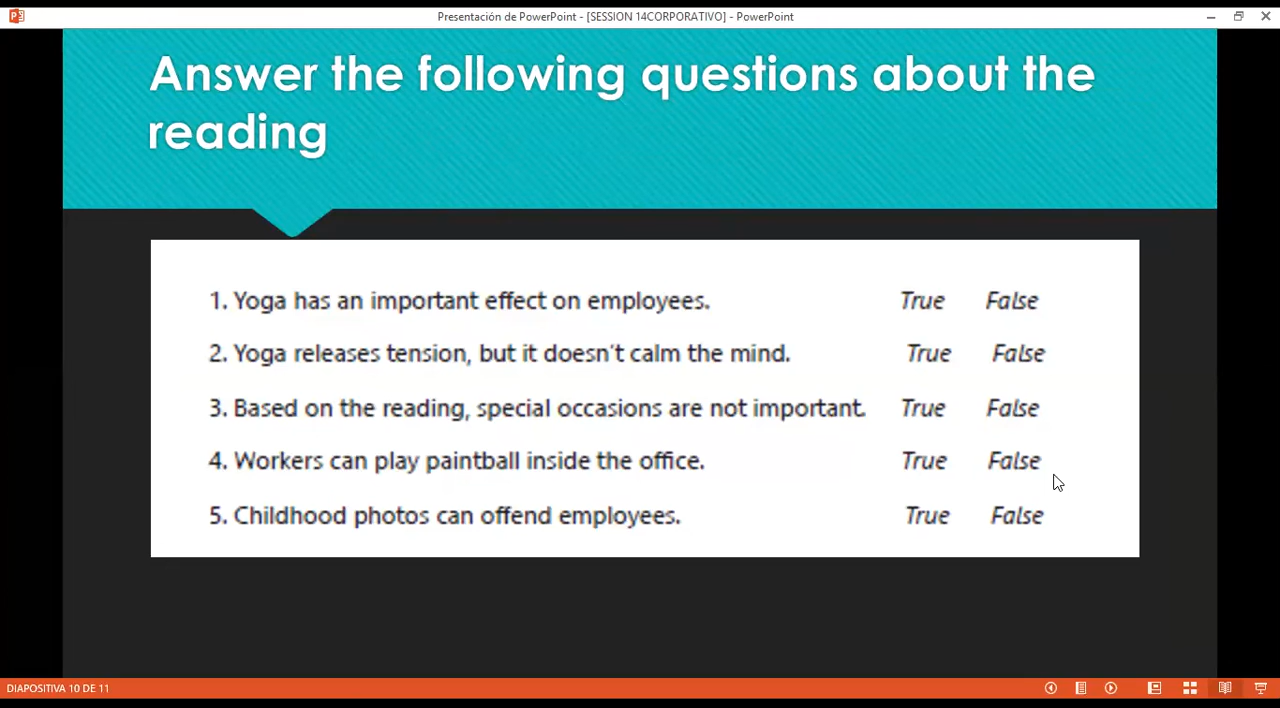 Presentación de PowerPoint - [SESSION 14CORPORATIVO] - PowerPoint
Answer the following questions about the
reading
1. Yoga has an important effect on employees. True False
2. Yoga releases tension, but it doesn't calm the mind. True False
3. Based on the reading, special occasions are not important. True False
4. Workers can play paintball inside the office. True False
5. Childhood photos can offend employees. True False
DIAPOSITIVA 10 DE 11